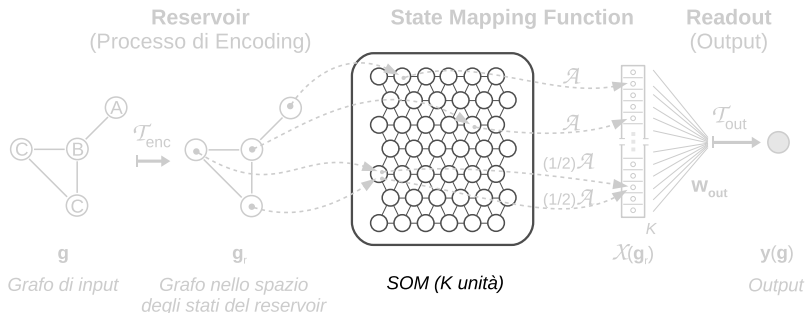 Reservoir
(Processo di Encoding)
State Mapping Function
Readout
(Output)
A
C
B
C
𝒯enc
𝒜
𝒜
(1/2)𝒜
(1/2)𝒜
𝒯out
wout
K
g
gr
𝒳(gr)
y(g)
Grafo di input
Grafo nello spazio
degli stati del reservoir
SOM (K unità)
Output